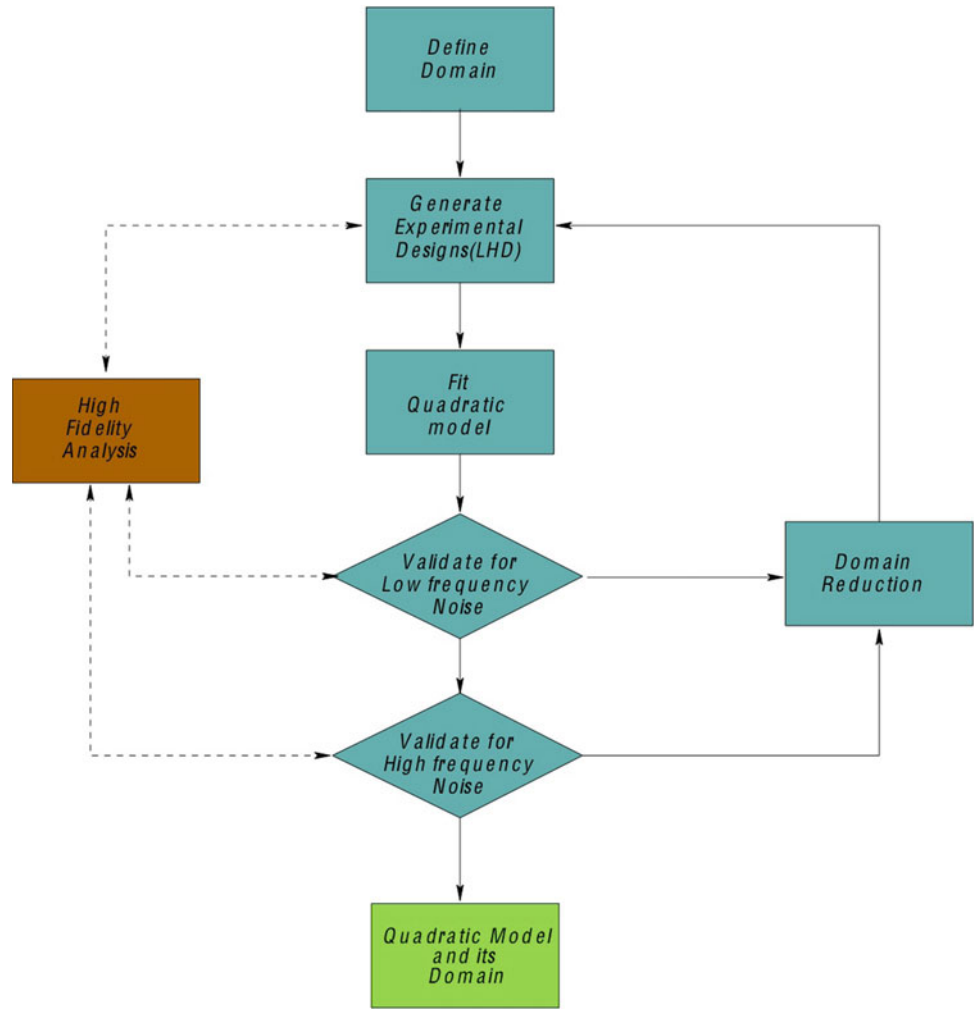 Define
Domain
Generate
Experimental
Designs(LHD)
Fit
Quadratic
model
High
Fidelity
Analysis
Validate for
Low frequency
Noise
Domain
Reduction
Validate for
High frequency
Noise
Quadratic Model
and its
Domain